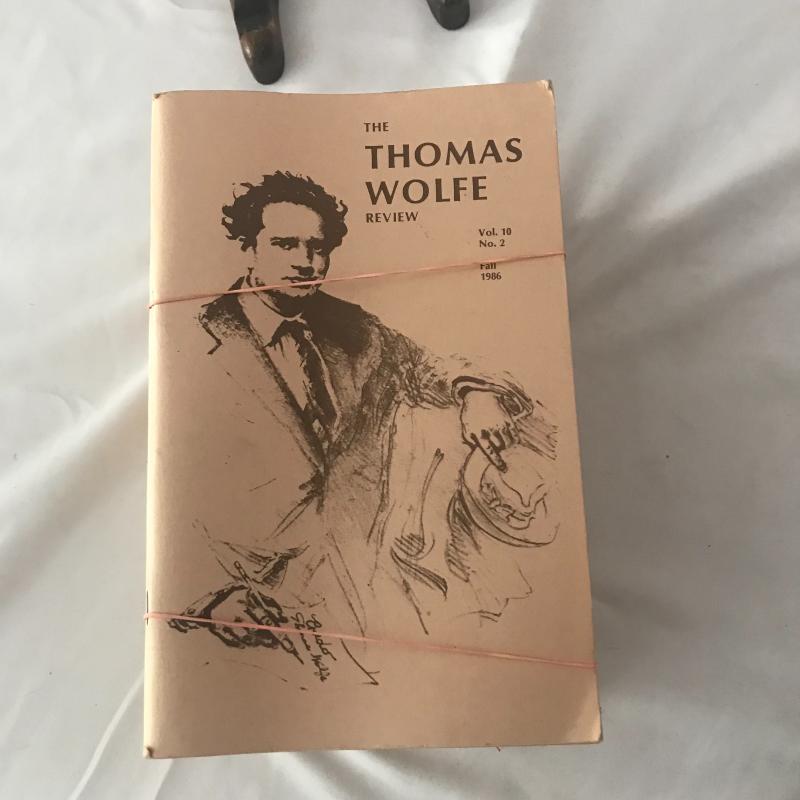 THE
THOMAS
WOLFE
REVIEW
Vol. 10
No. 2
Fall
1986